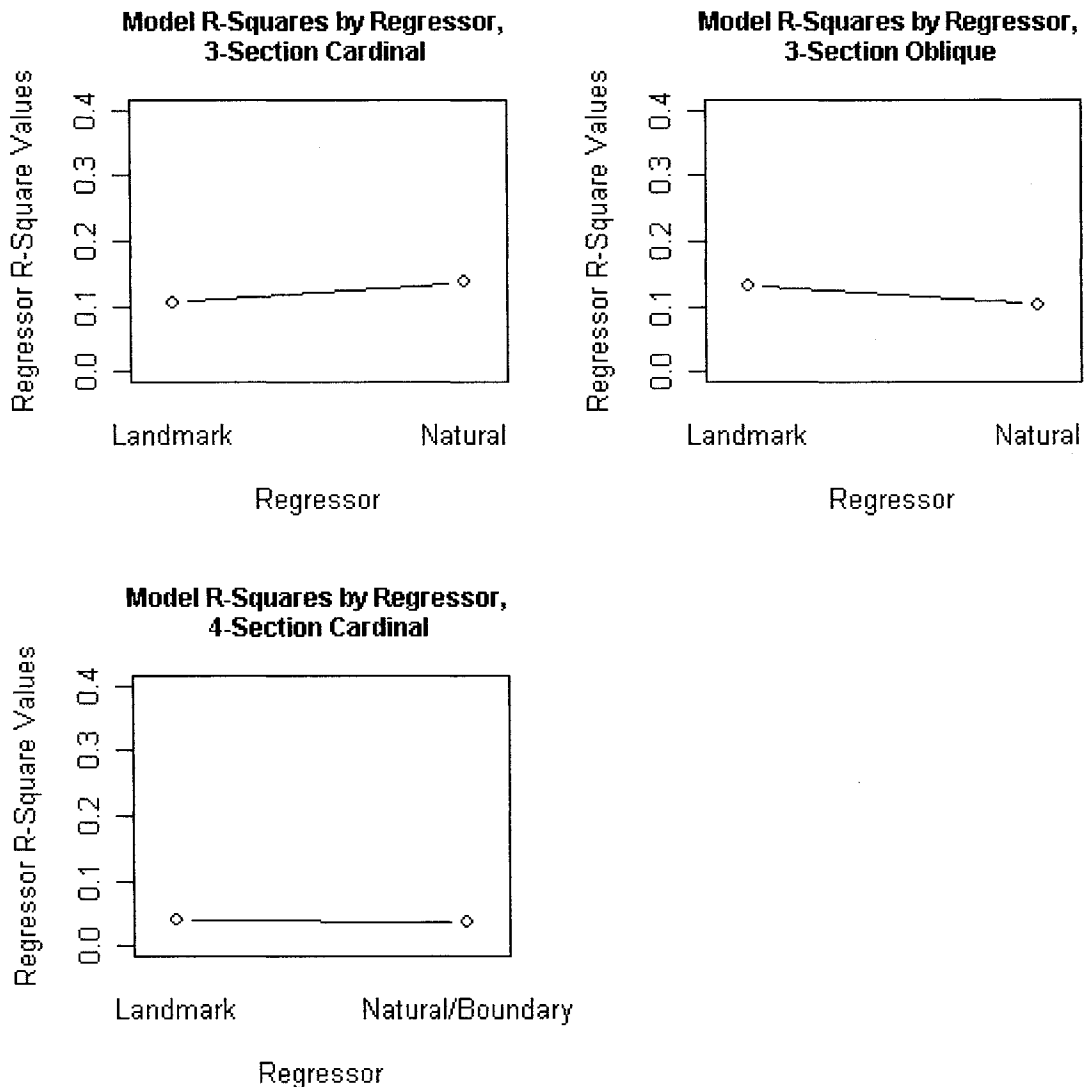 Model R-Squares by Regressor,
3-Section Cardinal
Regressor R-Square Values
0.4
0.3
0.2
0.1
0.0
Landmark Natural
Regressor
Model R-Squares by Regressor,
3-Section Oblique
Regressor R-Square Values
0.4
0.3
0.2
0.1
0.0
Landmark Natural
Regressor
Model R-Squares by Regressor,
4-Section Cardinal
Regressor R-Square Values
0.4
0.3
0.2
0.1
0.0
Landmark Natural/Boundary
Regressor